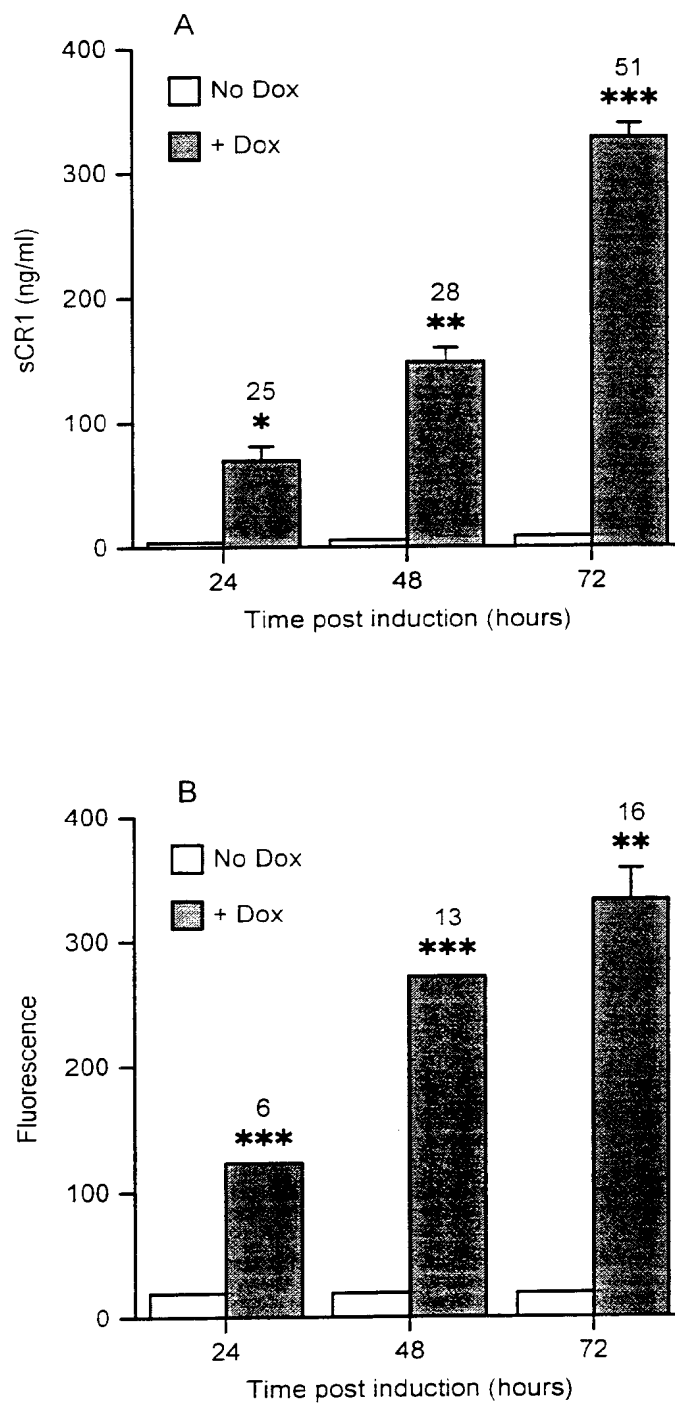 A
400
No Dox
+ Dox
51
***
300
sCR1 (ng/ml)
200
28
**
25
*
100
0
24
48
72
Time post induction (hours)
B
400
No Dox
+ Dox
16
**
13
***
300
Fluorescence
200
6
***
100
0
24
48
72
Time post induction (hours)